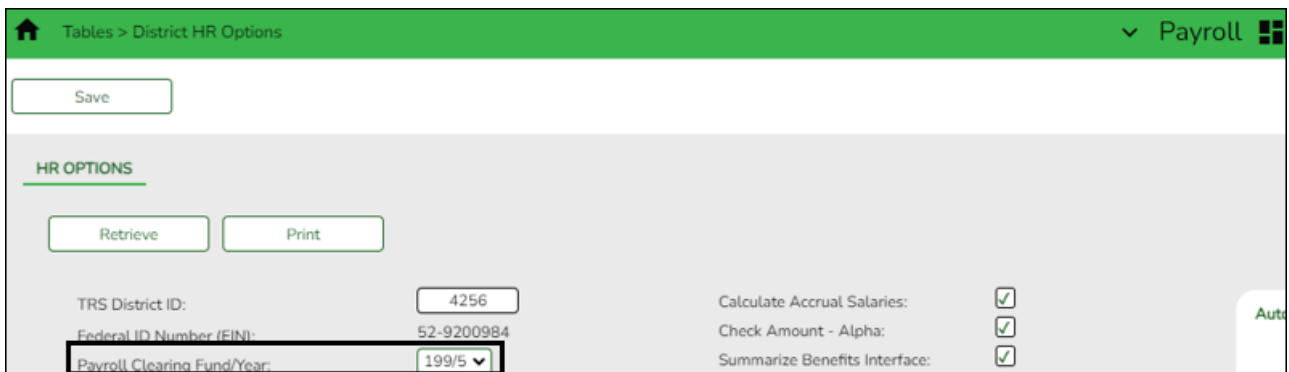 Tables > District HR Options
Payroll
Save
HR OPTIONS
Retrieve
Print
TRS District ID: 4256
Calculate Accrual Salaries:
Federal ID Number (EIN): 52-9200984
Check Amount - Alpha:
Payroll Clearing Fund/Year: 199/5
Summarize Benefits Interface: